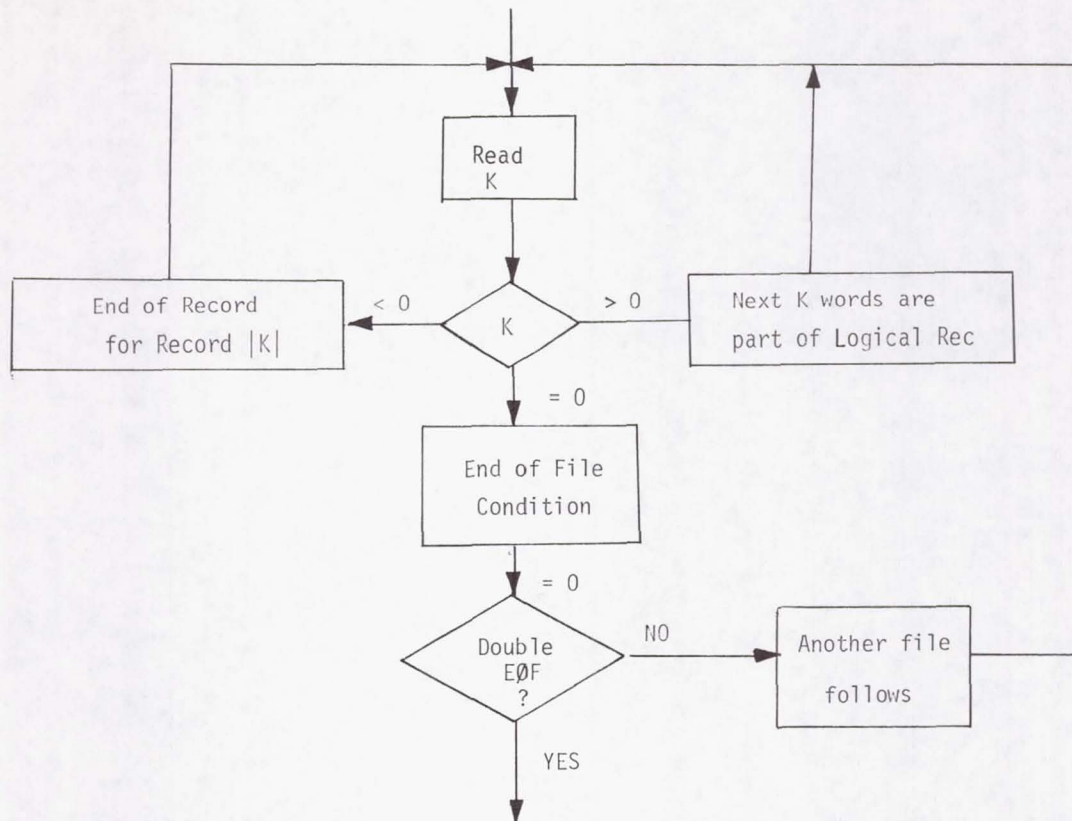 Read
K
End of Record
for Record |K|
< 0
K
> 0
Next K words are
part of Logical Rec
= 0
End of File
Condition
= 0
Double
EØF
?
NO
Another file
follows
YES